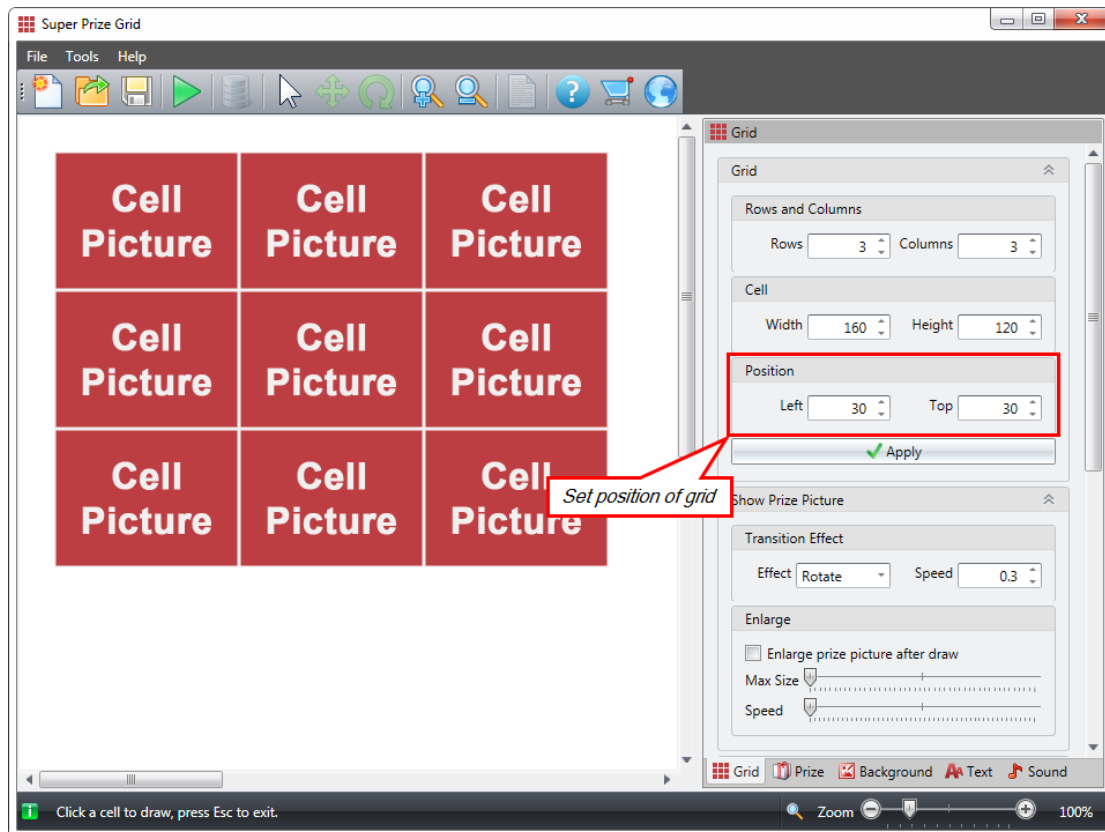 Super Prize Grid
File Tools Help
Grid
Grid
Rows and Columns
Rows 3 Columns 3
Cell
Width 160 Height 120
Position
Left 30 Top 30
Apply
Show Prize Picture
Transition Effect
Effect Rotate Speed 0.3
Enlarge
Enlarge prize picture after draw
Max Size
Speed
Grid Prize Background Text Sound
Cell Cell Cell
Picture Picture Picture
Cell Cell Cell
Picture Picture Picture
Cell Cell Cell
Picture Picture Picture
Set position of grid
Click a cell to draw, press Esc to exit. Zoom 100%